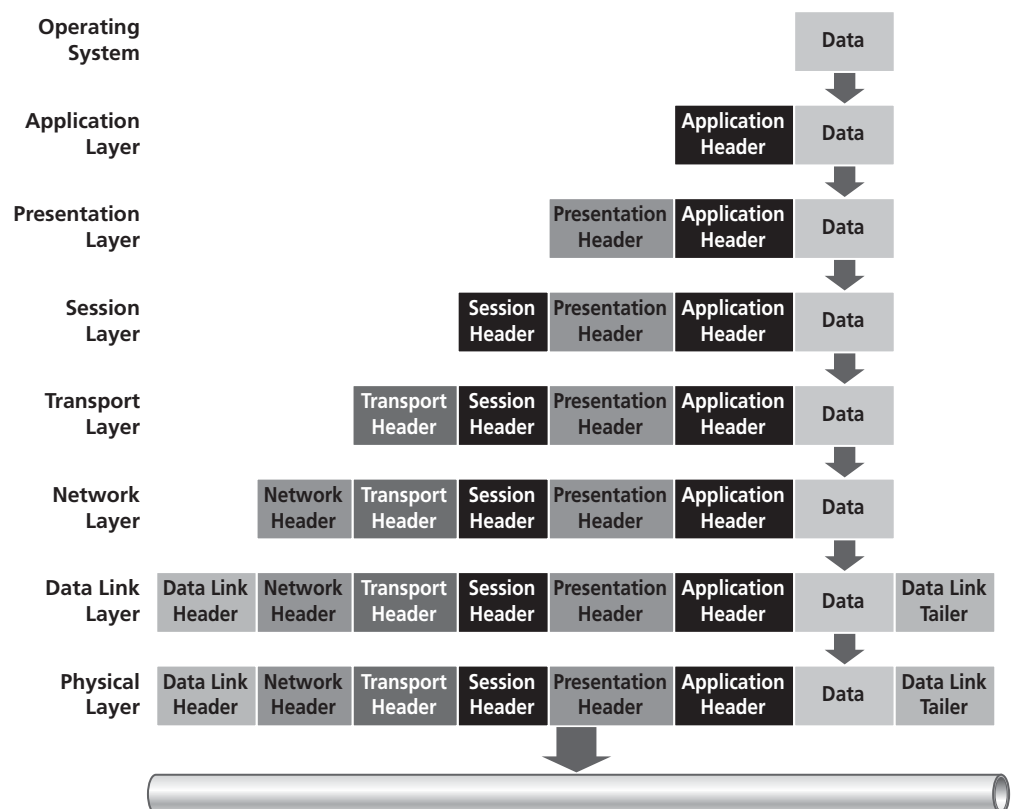 Operating
System
Data
Application
Layer
Application
Header
Data
Presentation
Layer
Presentation
Header
Application
Header
Data
Session
Layer
Session
Header
Presentation
Header
Application
Header
Data
Transport
Layer
Transport
Header
Session
Header
Presentation
Header
Application
Header
Data
Network
Layer
Network
Header
Transport
Header
Session
Header
Presentation
Header
Application
Header
Data
Data Link
Layer
Data Link
Header
Network
Header
Transport
Header
Session
Header
Presentation
Header
Application
Header
Data
Data Link
Tailer
Physical
Layer
Data Link
Header
Network
Header
Transport
Header
Session
Header
Presentation
Header
Application
Header
Data
Data Link
Tailer